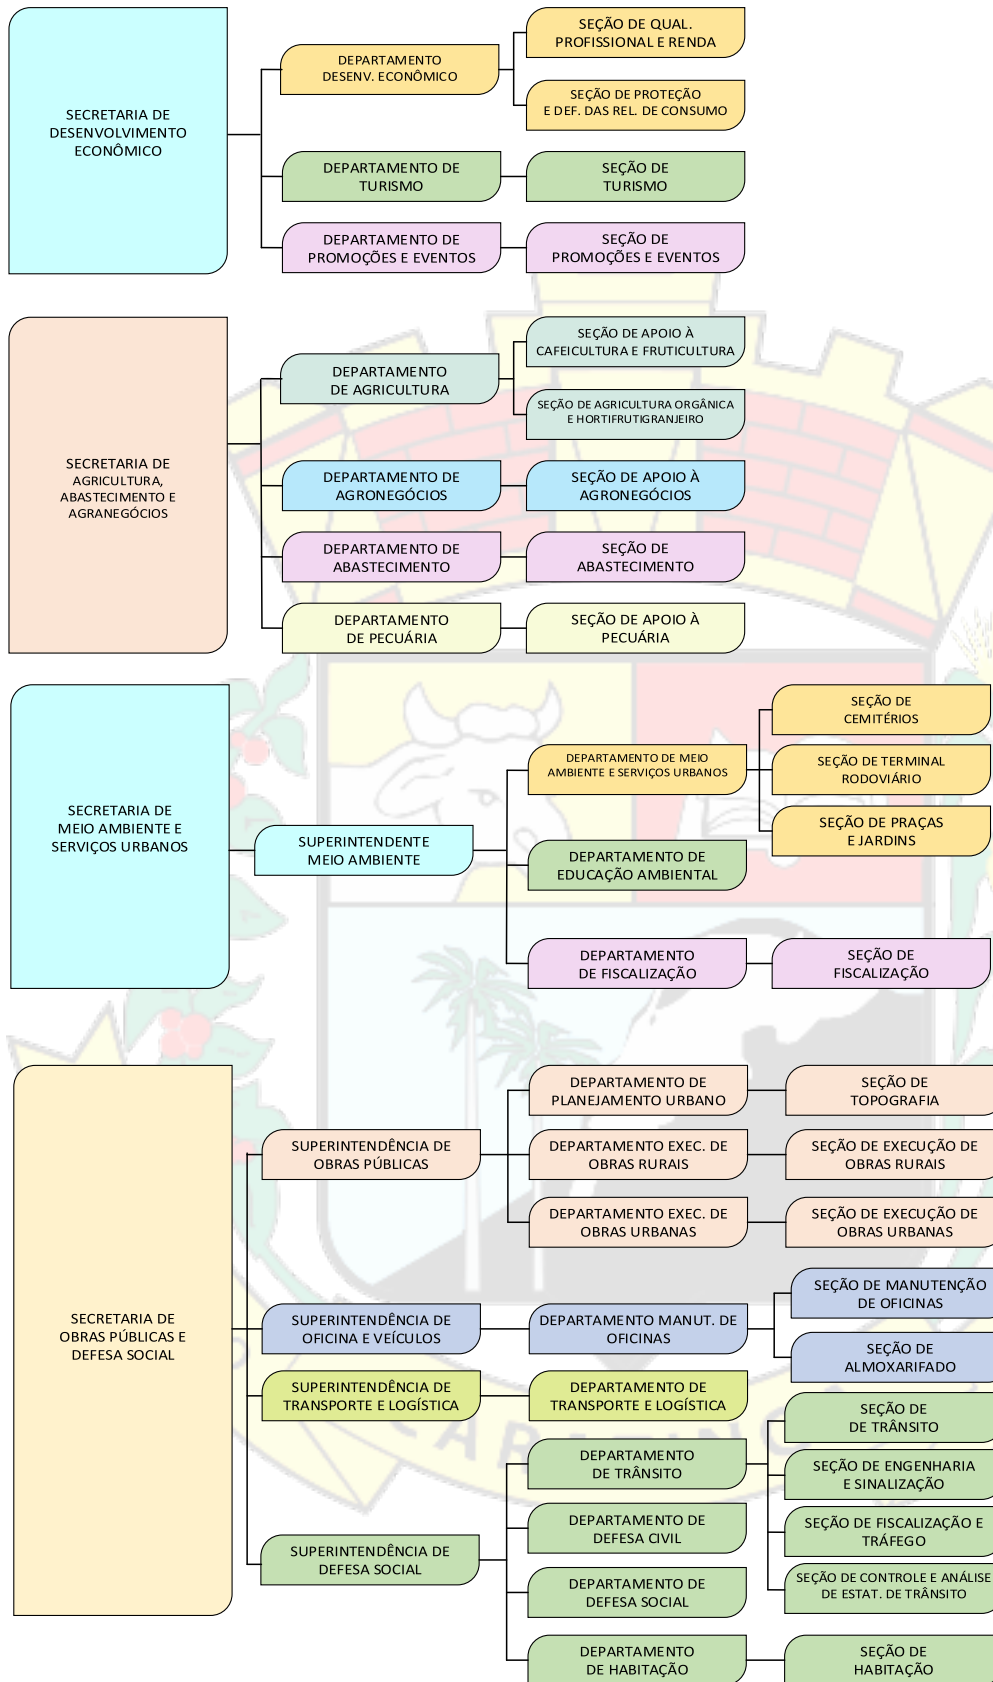 SECRETARIA DE
DESENVOLVIMENTO
ECONÔMICO
DEPARTAMENTO
DESENV. ECONÔMICO
SEÇÃO DE QUAL.
PROFISSIONAL E RENDA
SEÇÃO DE PROTEÇÃO
E DEF. DAS REL. DE CONSUMO
DEPARTAMENTO DE
TURISMO
SEÇÃO DE
TURISMO
DEPARTAMENTO DE
PROMOÇÕES E EVENTOS
SEÇÃO DE
PROMOÇÕES E EVENTOS
SECRETARIA DE
AGRICULTURA,
ABASTECIMENTO E
AGRANEGÓCIOS
DEPARTAMENTO
DE AGRICULTURA
SEÇÃO DE APOIO À
CAFEICULTURA E FRUTICULTURA
SEÇÃO DE AGRICULTURA ORGÂNICA
E HORTIFRUTIGRANJEIRO
DEPARTAMENTO DE
AGRONEGÓCIOS
SEÇÃO DE APOIO À
AGRONEGÓCIOS
DEPARTAMENTO DE
ABASTECIMENTO
SEÇÃO DE
ABASTECIMENTO
DEPARTAMENTO
DE PECUÁRIA
SEÇÃO DE APOIO À
PECUÁRIA
SECRETARIA DE
MEIO AMBIENTE E
SERVIÇOS URBANOS
SUPERINTENDENTE
MEIO AMBIENTE
DEPARTAMENTO DE MEIO
AMBIENTE E SERVIÇOS URBANOS
SEÇÃO DE
CEMITÉRIOS
SEÇÃO DE TERMINAL
RODOVIÁRIO
SEÇÃO DE PRAÇAS
E JARDINS
DEPARTAMENTO DE
EDUCAÇÃO AMBIENTAL
DEPARTAMENTO
DE FISCALIZAÇÃO
SEÇÃO DE
FISCALIZAÇÃO
SECRETARIA DE
OBRAS PÚBLICAS E
DEFESA SOCIAL
SUPERINTENDÊNCIA DE
OBRAS PÚBLICAS
DEPARTAMENTO DE
PLANEJAMENTO URBANO
SEÇÃO DE
TOPOGRAFIA
DEPARTAMENTO EXEC. DE
OBRAS RURAIS
SEÇÃO DE EXECUÇÃO DE
OBRAS RURAIS
DEPARTAMENTO EXEC. DE
OBRAS URBANAS
SEÇÃO DE EXECUÇÃO DE
OBRAS URBANAS
SUPERINTENDÊNCIA DE
OFICINA E VEÍCULOS
DEPARTAMENTO MANUT. DE
OFICINAS
SEÇÃO DE MANUTENÇÃO
DE OFICINAS
SEÇÃO DE
ALMOXARIFADO
SUPERINTENDÊNCIA DE
TRANSPORTE E LOGÍSTICA
DEPARTAMENTO DE
TRANSPORTE E LOGÍSTICA
SUPERINTENDÊNCIA DE
DEFESA SOCIAL
DEPARTAMENTO
DE TRÂNSITO
SEÇÃO DE
DE TRÂNSITO
SEÇÃO DE ENGENHARIA
E SINALIZAÇÃO
SEÇÃO DE FISCALIZAÇÃO E
TRÁFEGO
SEÇÃO DE CONTROLE E ANÁLISE
DE ESTAT. DE TRÂNSITO
DEPARTAMENTO DE
DEFESA CIVIL
DEPARTAMENTO DE
DEFESA SOCIAL
DEPARTAMENTO
DE HABITAÇÃO
SEÇÃO DE
HABITAÇÃO